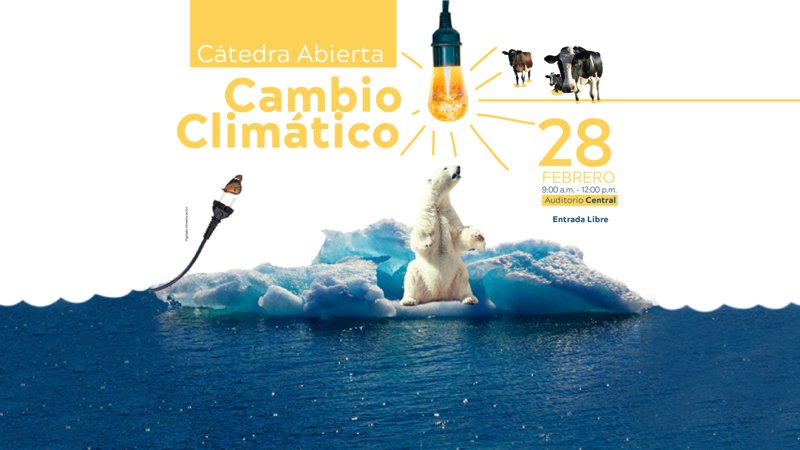 Cátedra Abierta
Cambio
Climático
28
FEBRERO
9:00 a.m. - 12:00 p.m.
Auditorio Central
Entrada Libre